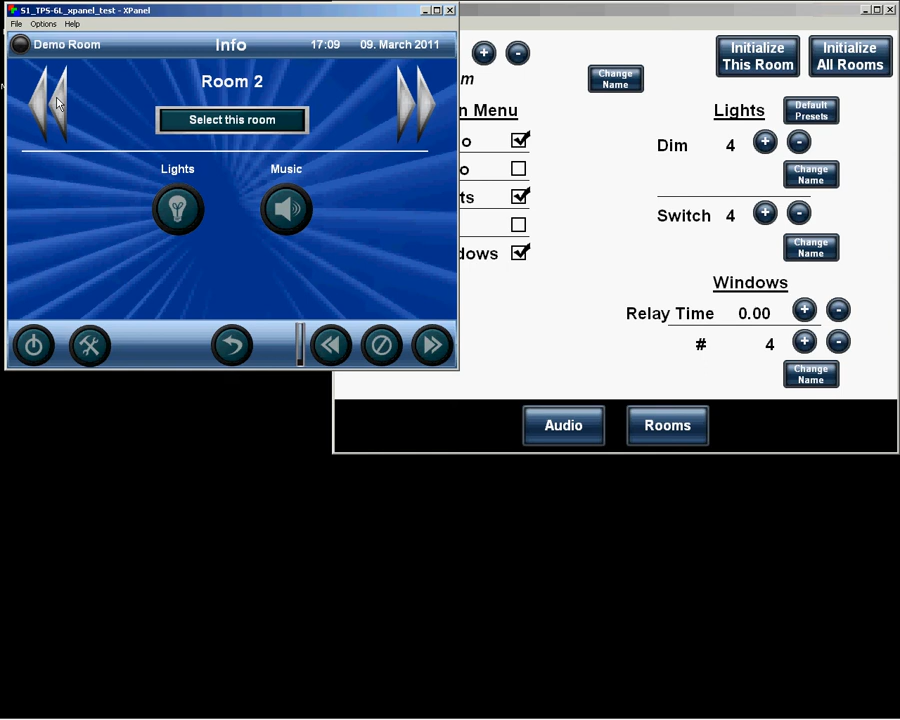 S1_TPS-6L_xpanel_test - XPanel
File Options Help
Demo Room Info 17:09 09. March 2011
Room 2
Select this room
Lights Music
+ -
m
Change Name
Initialize This Room
Initialize All Rooms
n Menu
o
o
ts
dows
Lights
Default Presets
Dim 4 + -
Change Name
Switch 4 + -
Change Name
Windows
Relay Time 0.00 + -
# 4 + -
Change Name
Audio Rooms